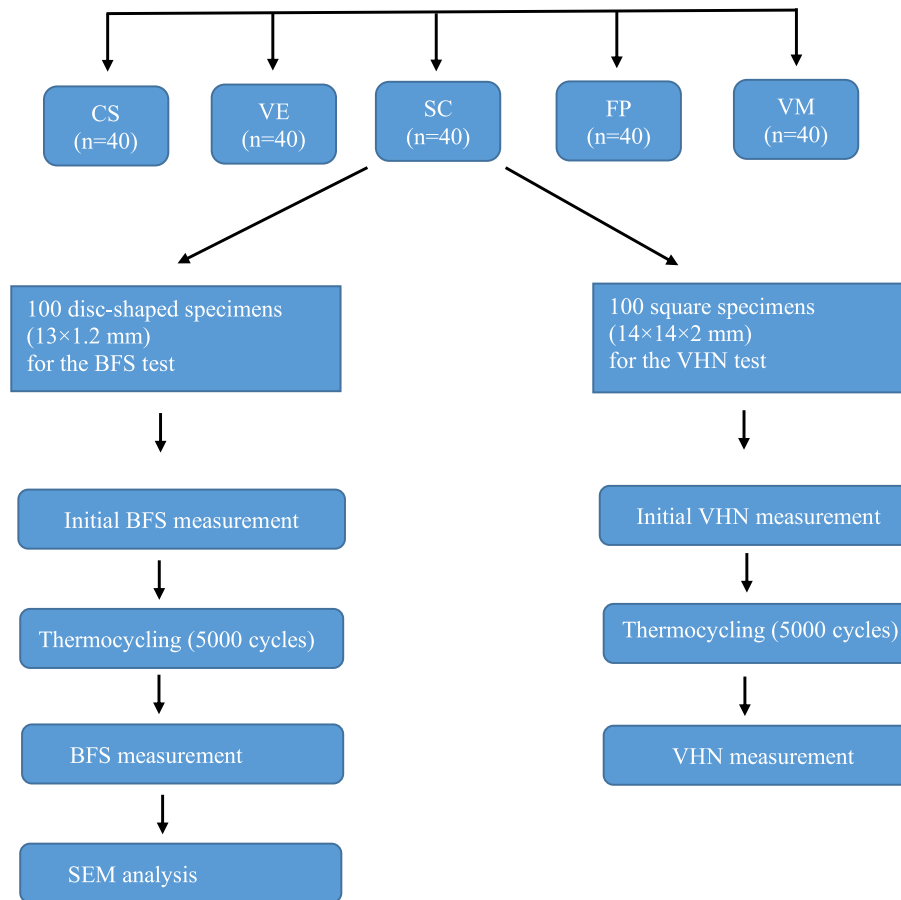 CS
(n=40)
VE
(n=40)
SC
(n=40)
FP
(n=40)
VM
(n=40)
100 disc-shaped specimens
(13×1.2 mm)
for the BFS test
100 square specimens
(14×14×2 mm)
for the VHN test
Initial BFS measurement
Initial VHN measurement
Thermocycling (5000 cycles)
Thermocycling (5000 cycles)
BFS measurement
VHN measurement
SEM analysis